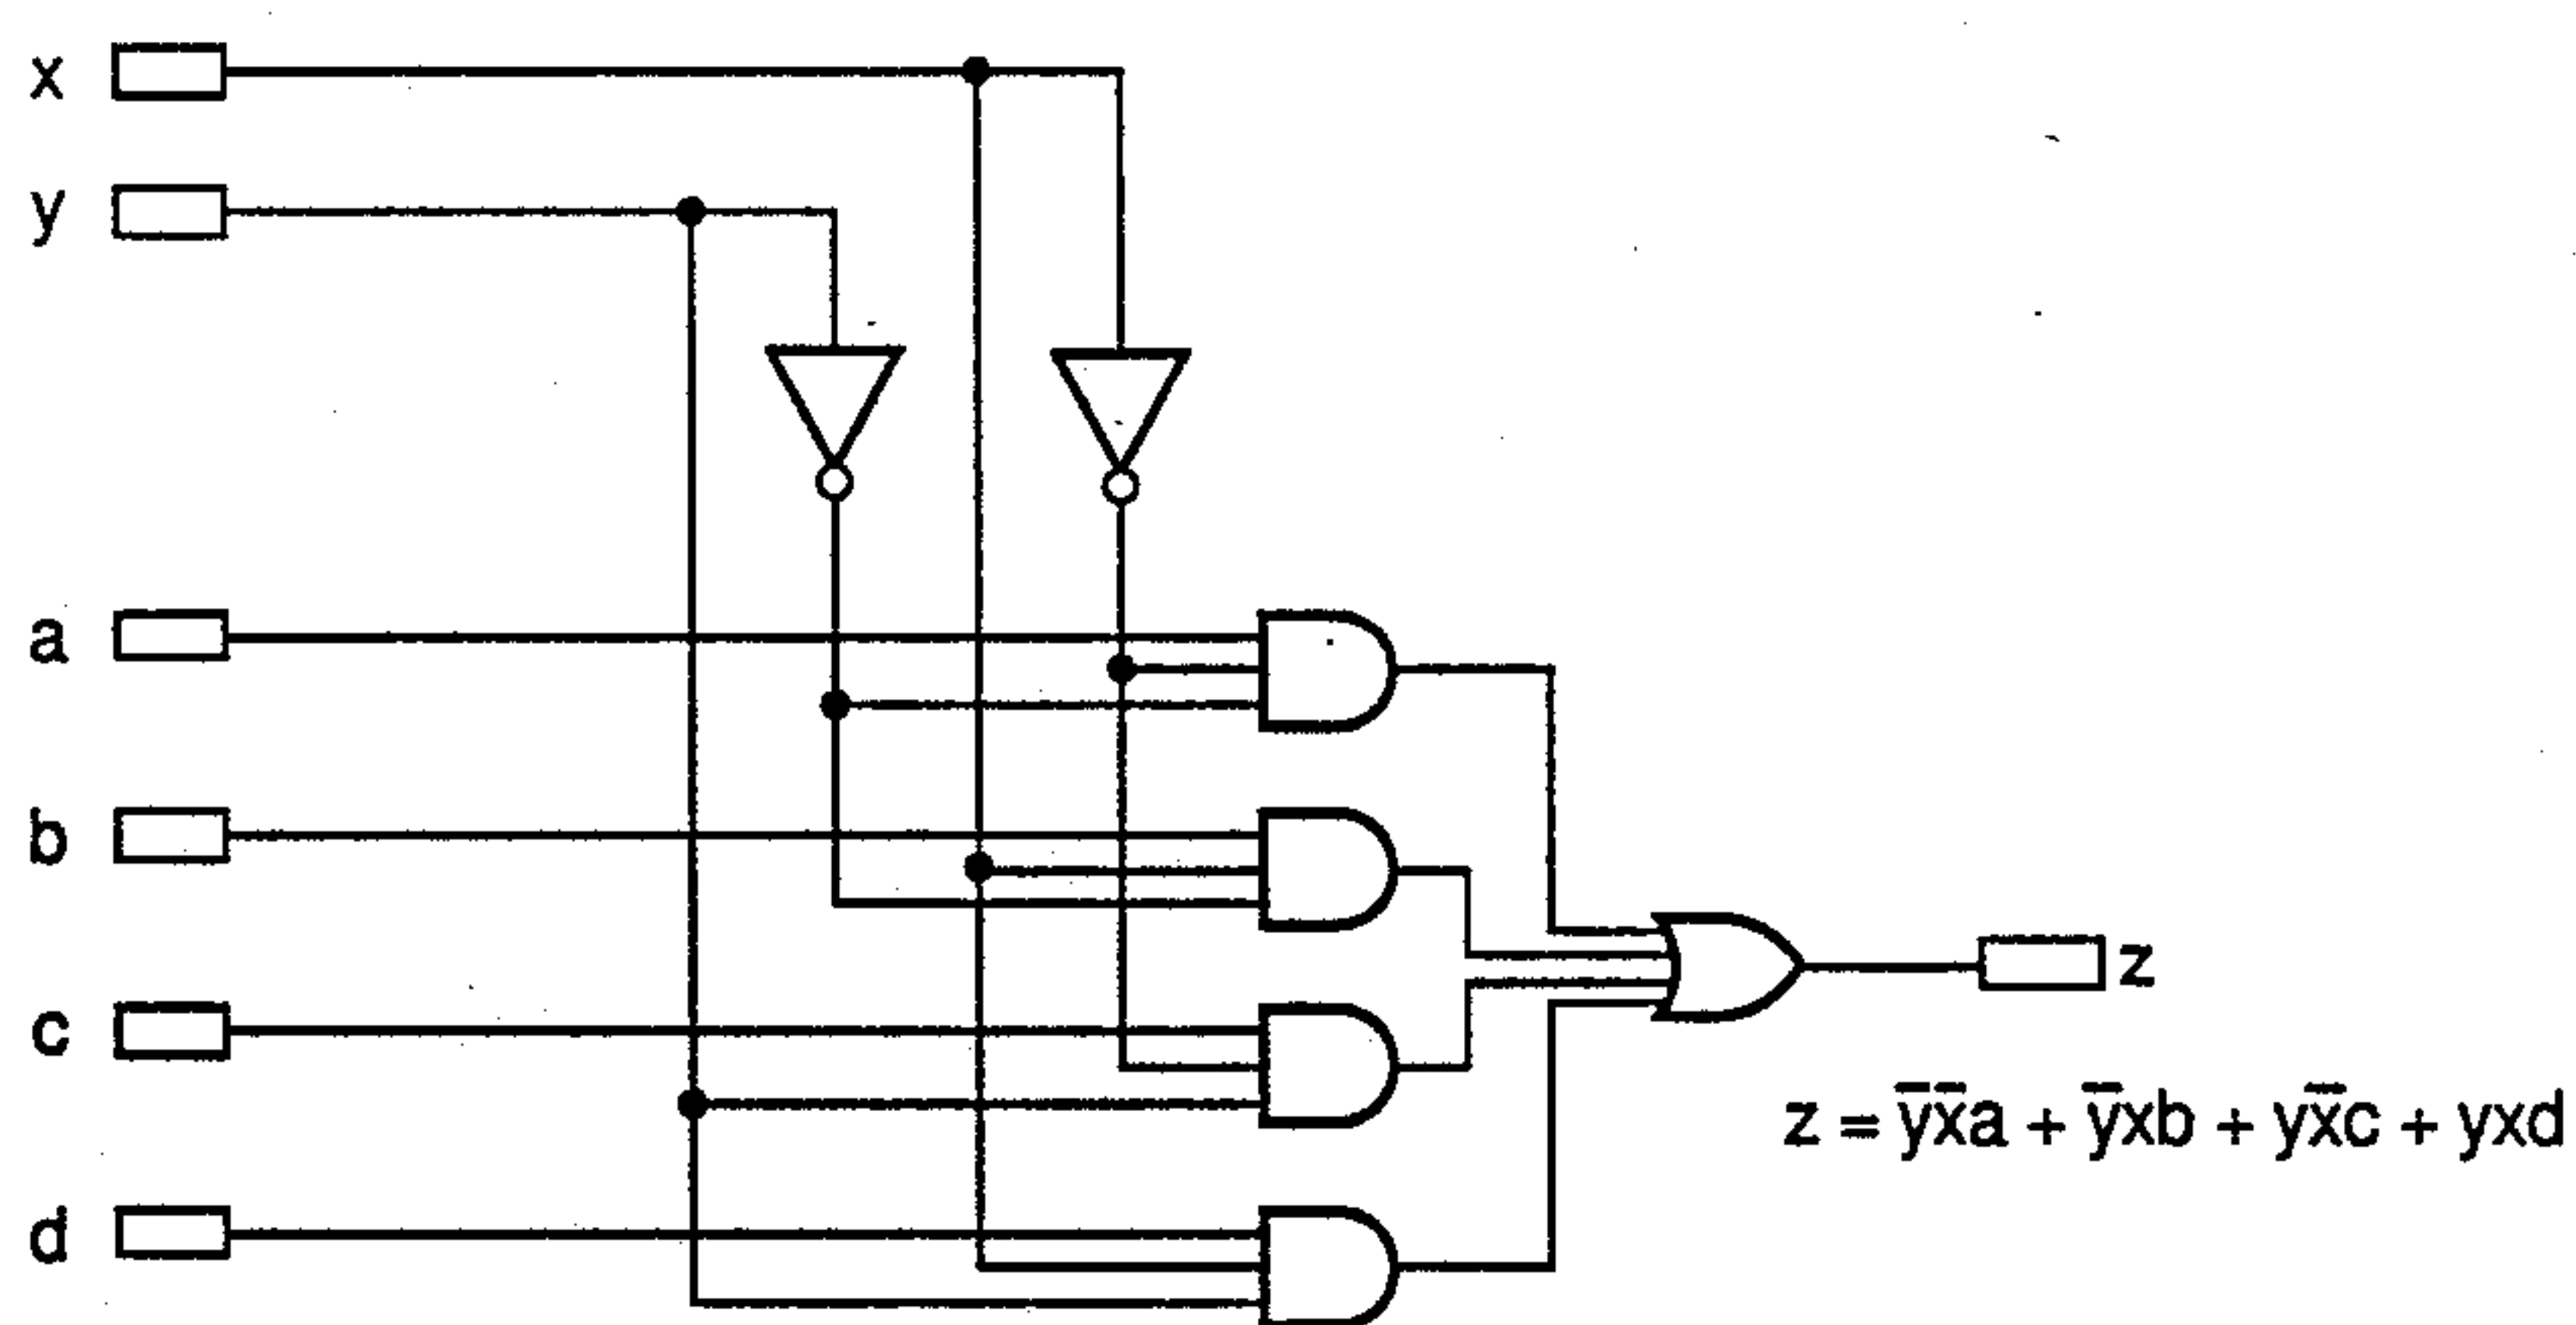 x
y
a
b
c
d
z
z = y̅x̅a + y̅xb + yx̅c + yxd